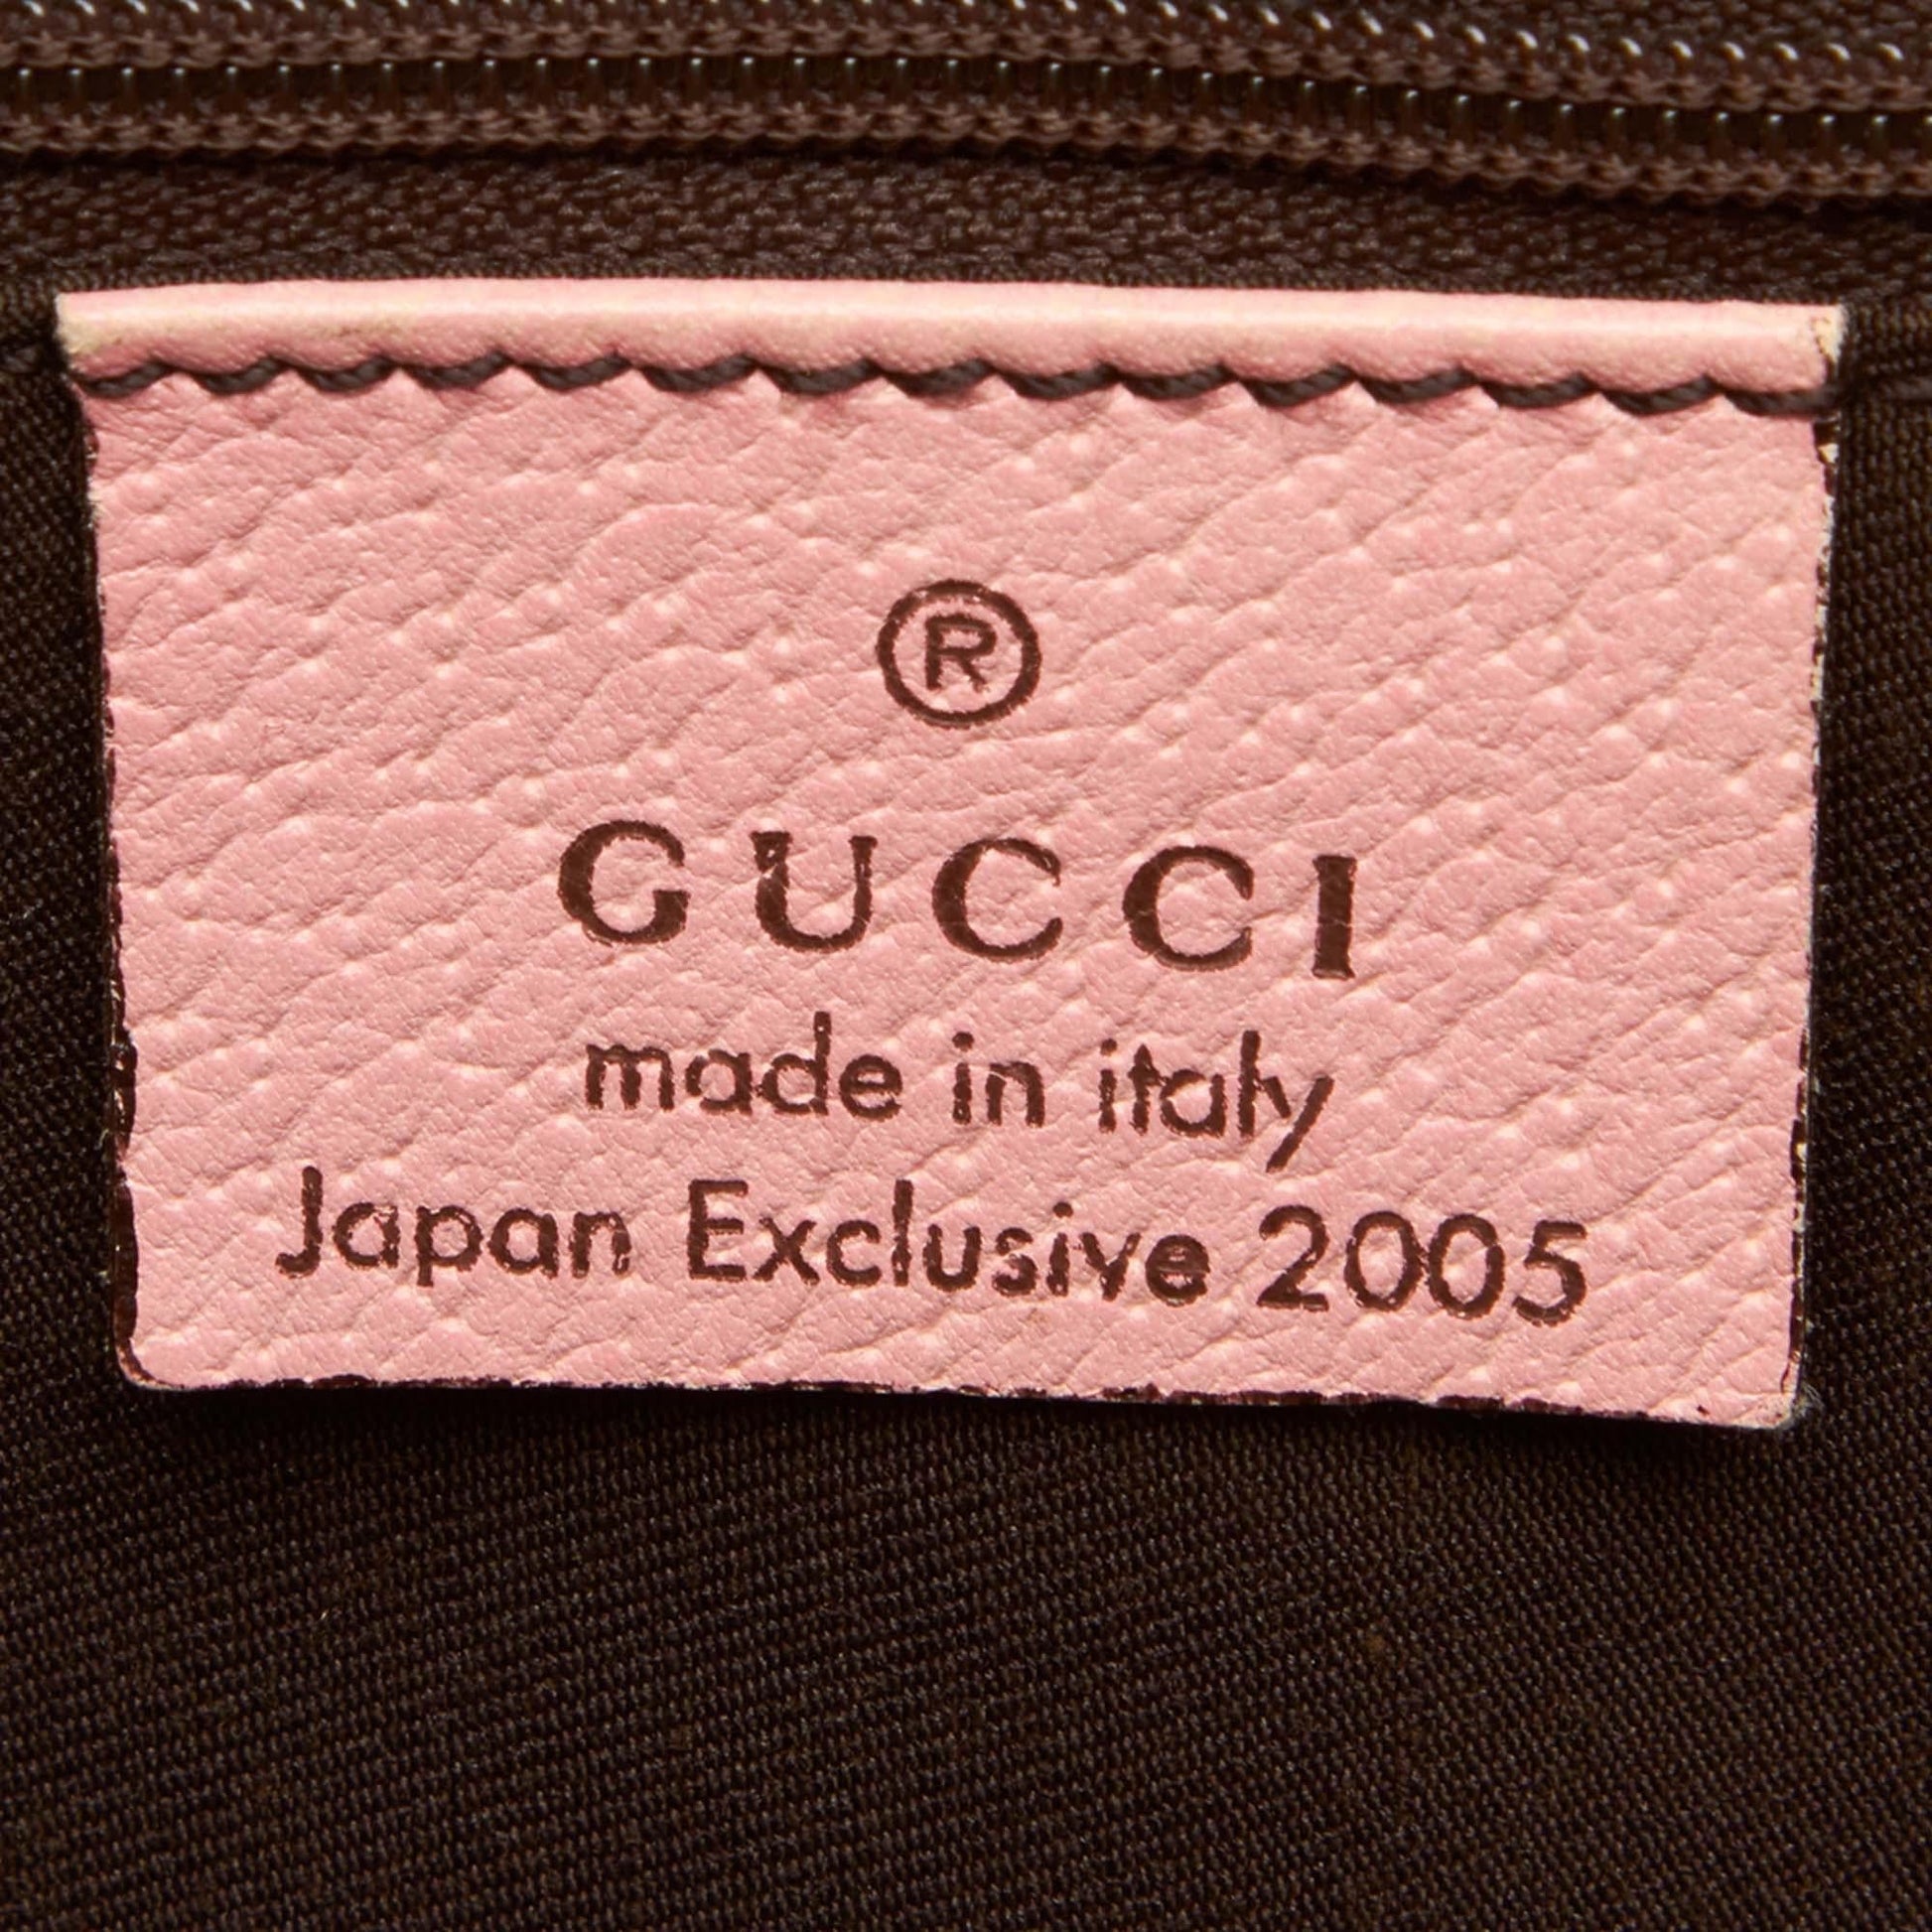 ®
GUCCI
made in italy
Japan Exclusive 2005